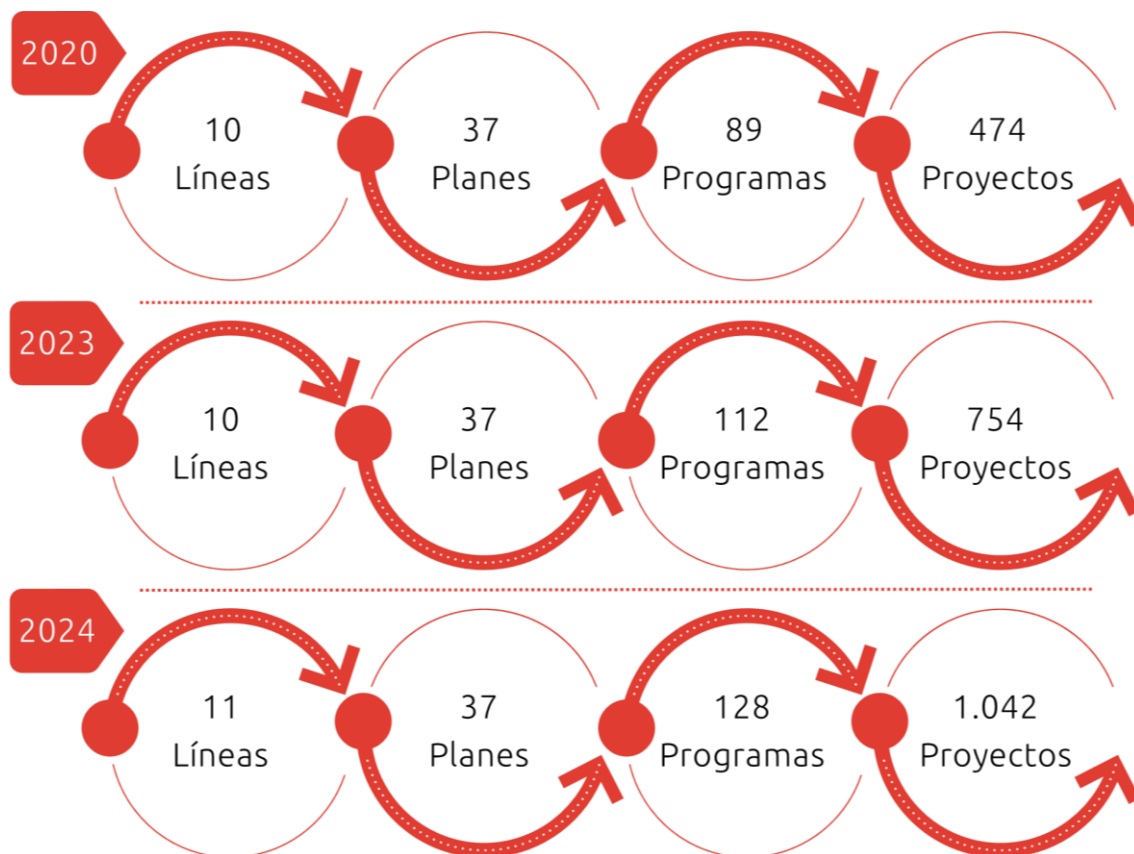 2020
10
Líneas
37
Planes
89
Programas
474
Proyectos
2023
10
Líneas
37
Planes
112
Programas
754
Proyectos
2024
11
Líneas
37
Planes
128
Programas
1.042
Proyectos